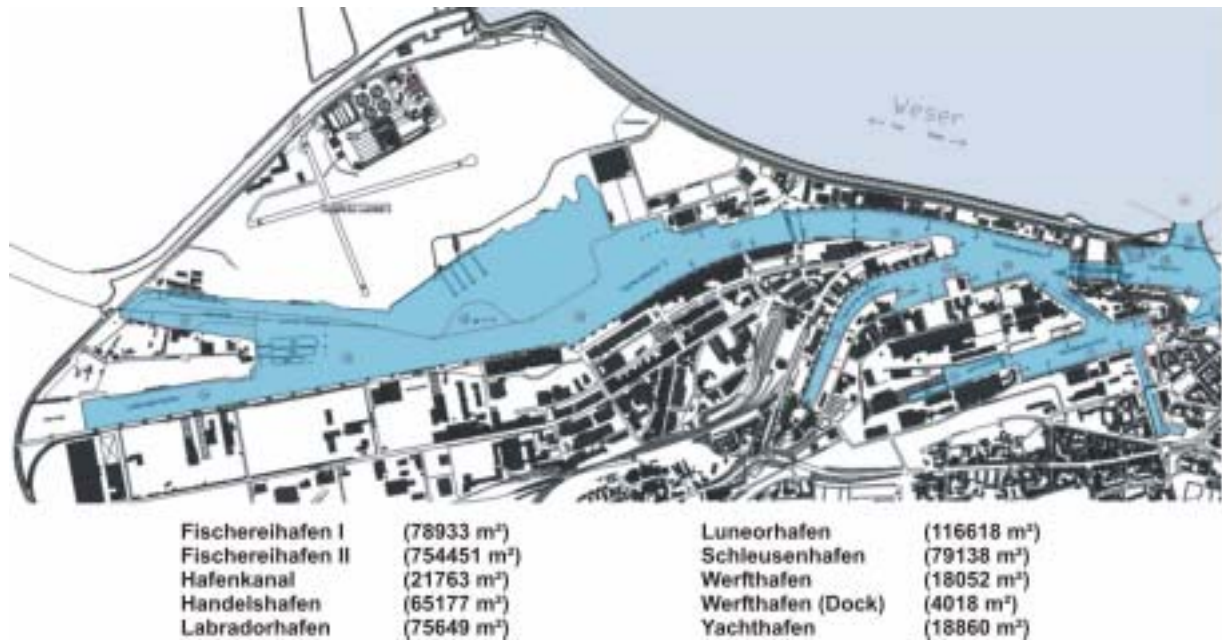 Weser
Fischereihafen I (78933 m²)
Fischereihafen II (754451 m²)
Hafenkanal (21763 m²)
Handelshafen (65177 m²)
Labradorhafen (75649 m²)
Luneorhafen (116618 m²)
Schleusenhafen (79138 m²)
Werfthafen (18052 m²)
Werfthafen (Dock) (4018 m²)
Yachthafen (18860 m²)